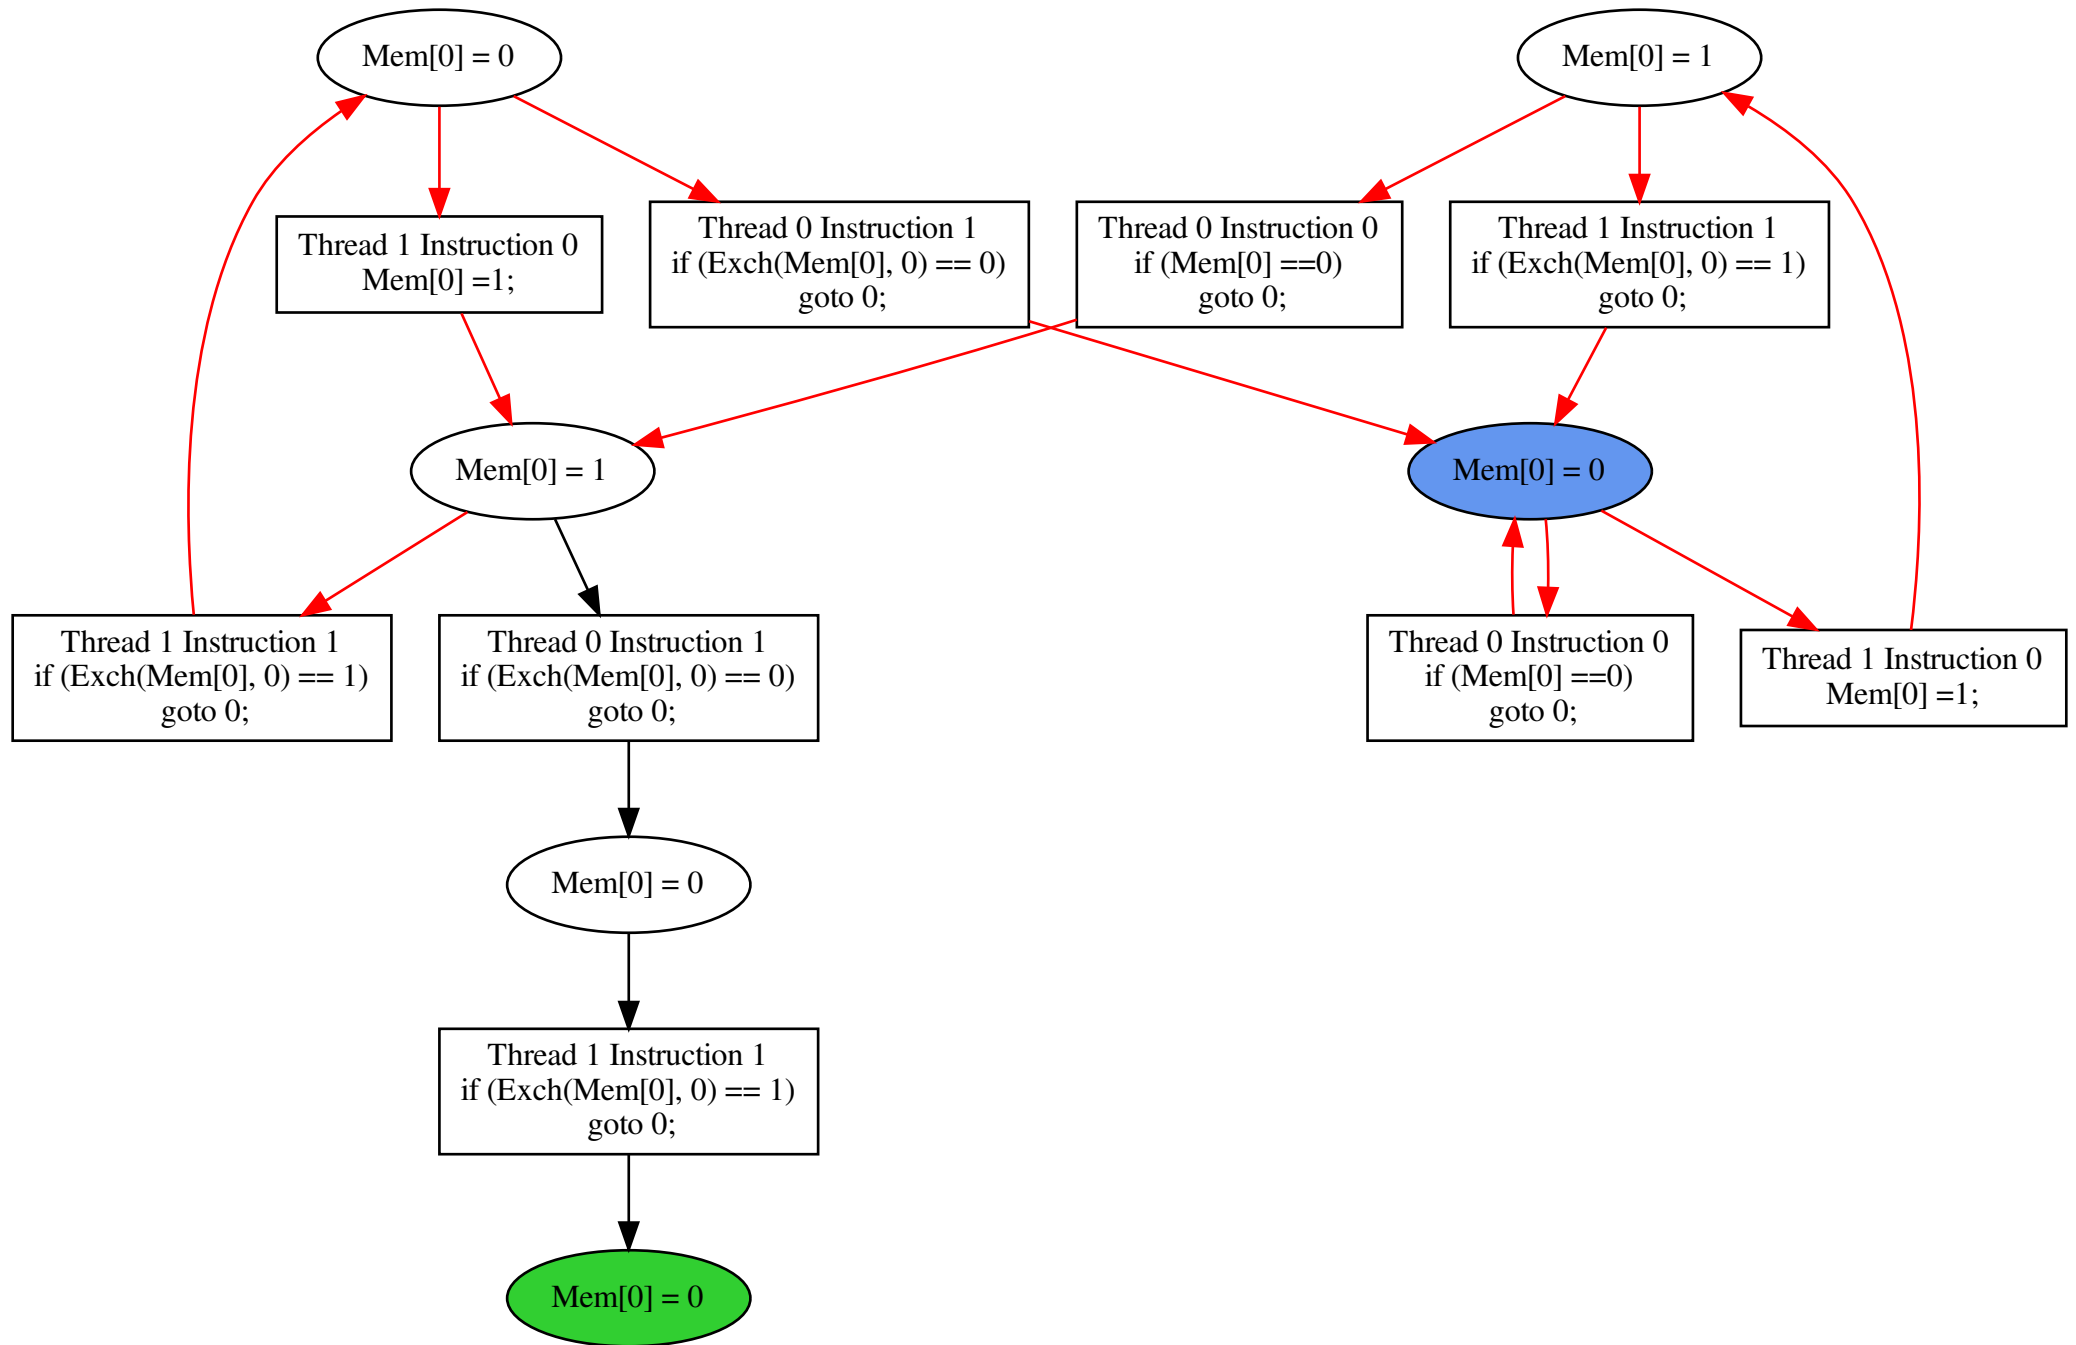 Mem[0] = 0
Mem[0] = 1
Thread 1 Instruction 0
Mem[0] =1;
Thread 0 Instruction 1
if (Exch(Mem[0], 0) == 0)
goto 0;
Thread 0 Instruction 0
if (Mem[0] ==0)
goto 0;
Thread 1 Instruction 1
if (Exch(Mem[0], 0) == 1)
goto 0;
Mem[0] = 1
Mem[0] = 0
Thread 1 Instruction 1
if (Exch(Mem[0], 0) == 1)
goto 0;
Thread 0 Instruction 1
if (Exch(Mem[0], 0) == 0)
goto 0;
Thread 0 Instruction 0
if (Mem[0] ==0)
goto 0;
Thread 1 Instruction 0
Mem[0] =1;
Mem[0] = 0
Thread 1 Instruction 1
if (Exch(Mem[0], 0) == 1)
goto 0;
Mem[0] = 0